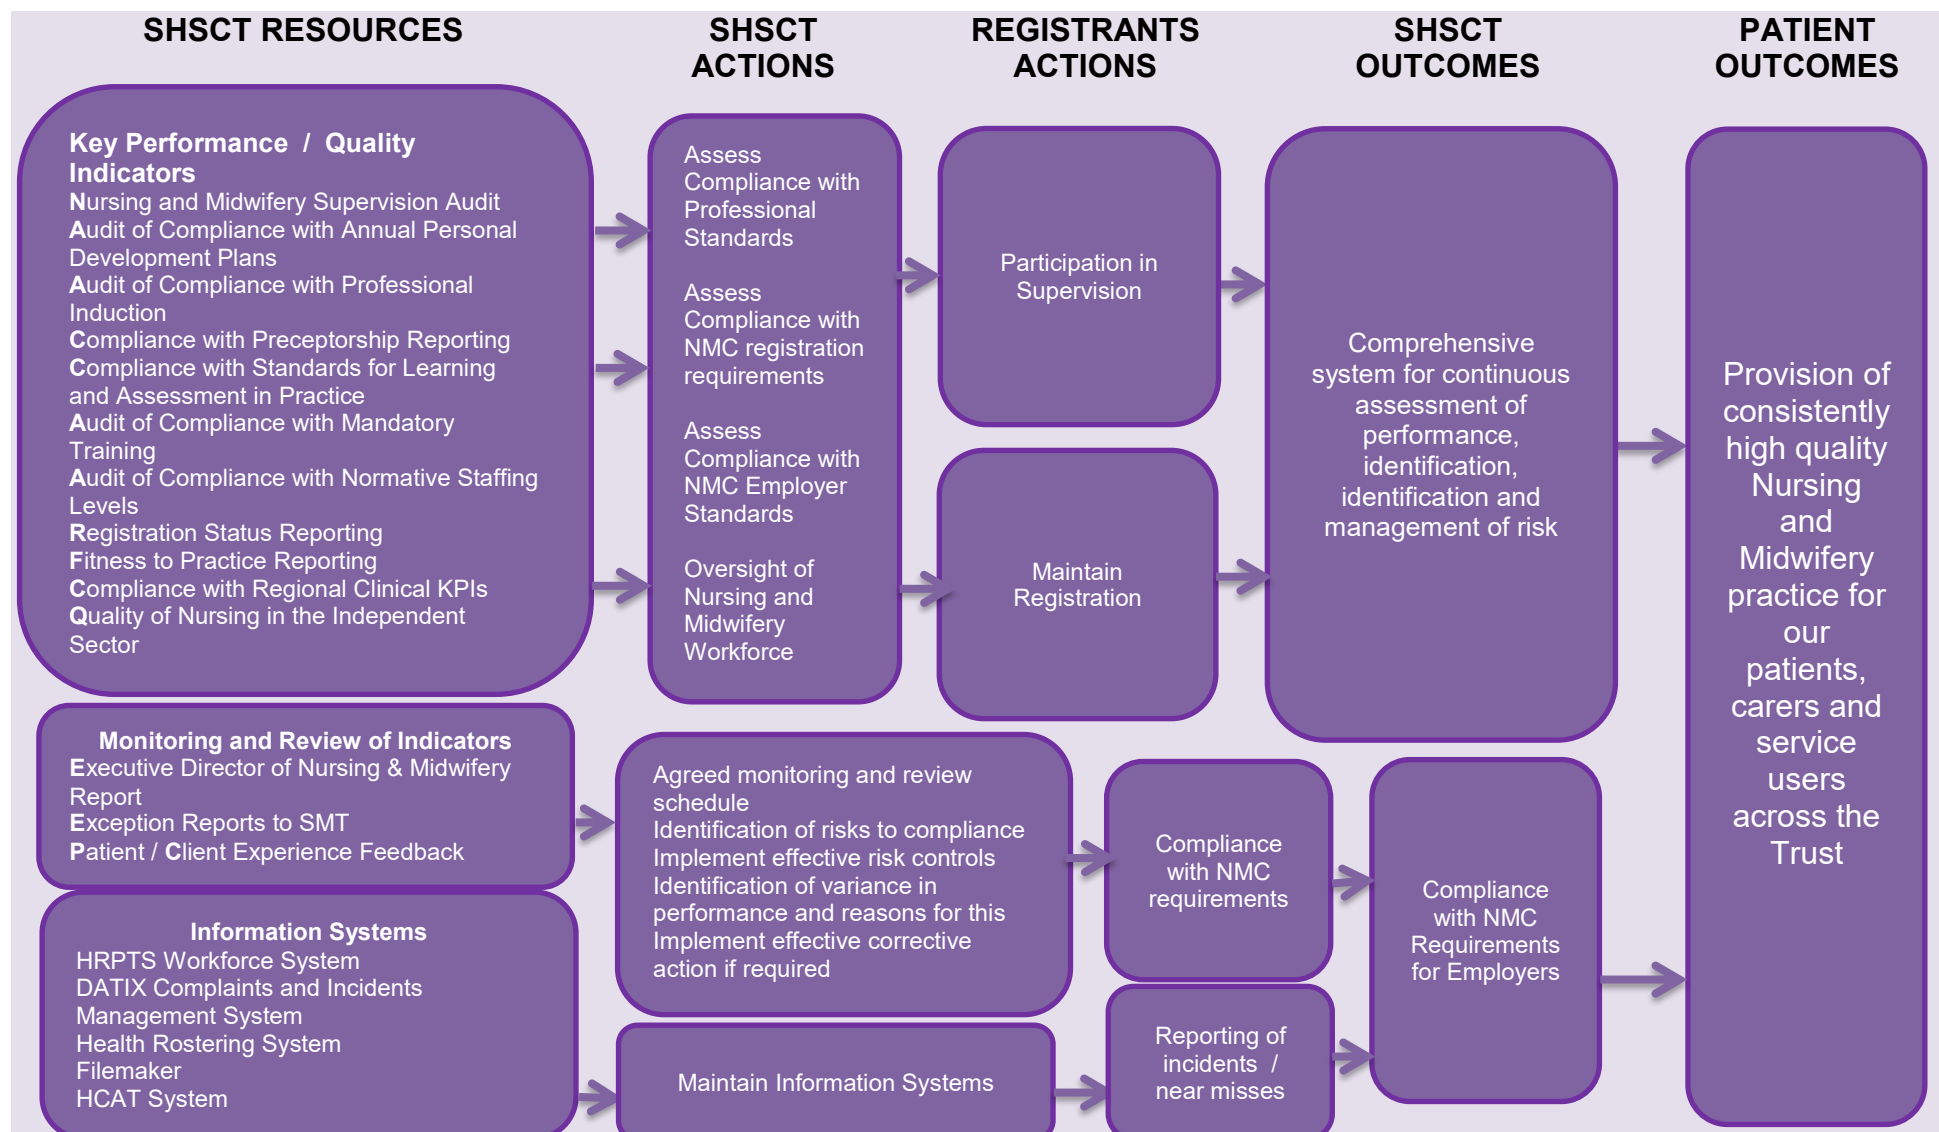 SHSCT RESOURCES
SHSCT
ACTIONS
REGISTRANTS
ACTIONS
SHSCT
OUTCOMES
PATIENT
OUTCOMES
Key Performance / Quality
Indicators
Nursing and Midwifery Supervision Audit
Audit of Compliance with Annual Personal
Development Plans
Audit of Compliance with Professional
Induction
Compliance with Preceptorship Reporting
Compliance with Standards for Learning
and Assessment in Practice
Audit of Compliance with Mandatory
Training
Audit of Compliance with Normative Staffing
Levels
Registration Status Reporting
Fitness to Practice Reporting
Compliance with Regional Clinical KPIs
Quality of Nursing in the Independent
Sector
Assess
Compliance with
Professional
Standards
Assess
Compliance with
NMC registration
requirements
Assess
Compliance with
NMC Employer
Standards
Oversight of
Nursing and
Midwifery
Workforce
Participation in
Supervision
Maintain
Registration
Comprehensive
system for continuous
assessment of
performance,
identification,
identification and
management of risk
Provision of
consistently
high quality
Nursing
and
Midwifery
practice for
our
patients,
carers and
service
users
across the
Trust
Monitoring and Review of Indicators
Executive Director of Nursing & Midwifery
Report
Exception Reports to SMT
Patient / Client Experience Feedback
Agreed monitoring and review
schedule
Identification of risks to compliance
Implement effective risk controls
Identification of variance in
performance and reasons for this
Implement effective corrective
action if required
Compliance
with NMC
requirements
Compliance
with NMC
Requirements
for Employers
Information Systems
HRPTS Workforce System
DATIX Complaints and Incidents
Management System
Health Rostering System
Filemaker
HCAT System
Maintain Information Systems
Reporting of
incidents /
near misses